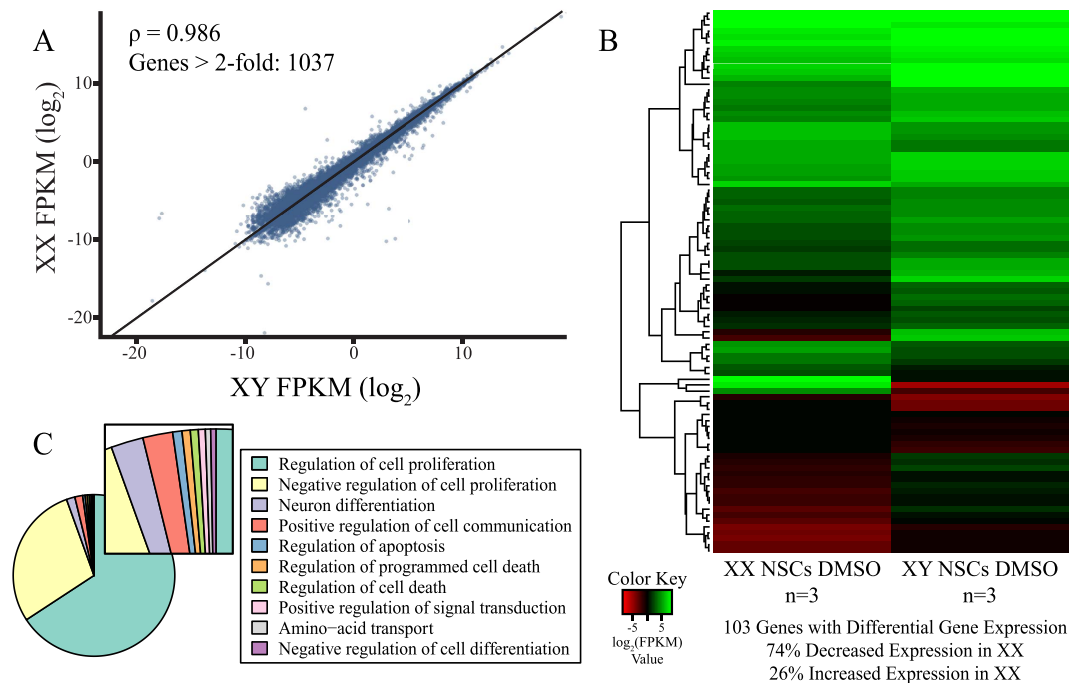 A
ρ = 0.986
Genes > 2-fold: 1037
XX FPKM (log2)
10
0
-10
-20
-20
-10
0
10
XY FPKM (log2)
B
XX NSCs DMSO
n=3
XY NSCs DMSO
n=3
Color Key
-5
5
log2(FPKM)
Value
103 Genes with Differential Gene Expression
74% Decreased Expression in XX
26% Increased Expression in XX
C
Regulation of cell proliferation
Negative regulation of cell proliferation
Neuron differentiation
Positive regulation of cell communication
Regulation of apoptosis
Regulation of programmed cell death
Regulation of cell death
Positive regulation of signal transduction
Amino−acid transport
Negative regulation of cell differentiation